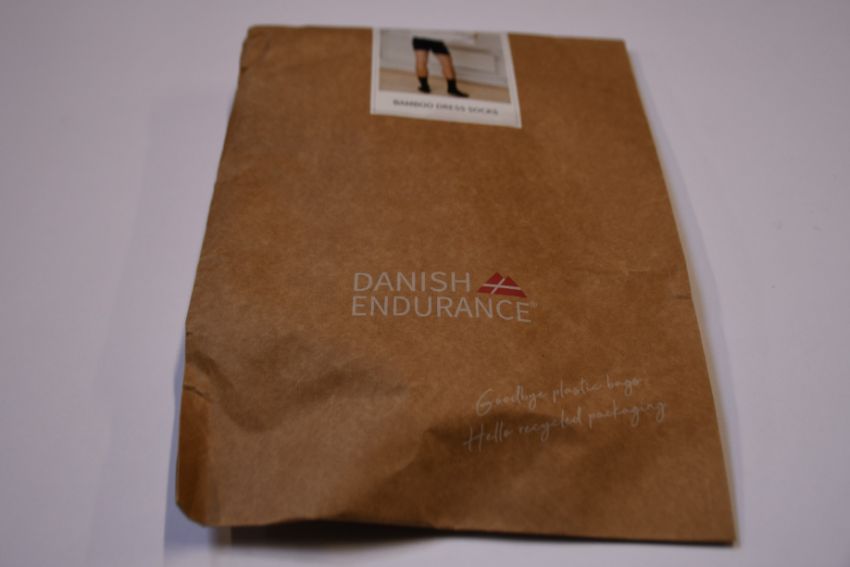 BAMBOO DRESS SOCKS
DANISH
ENDURANCE®
Goodbye plastic bags
Hello recycled packaging